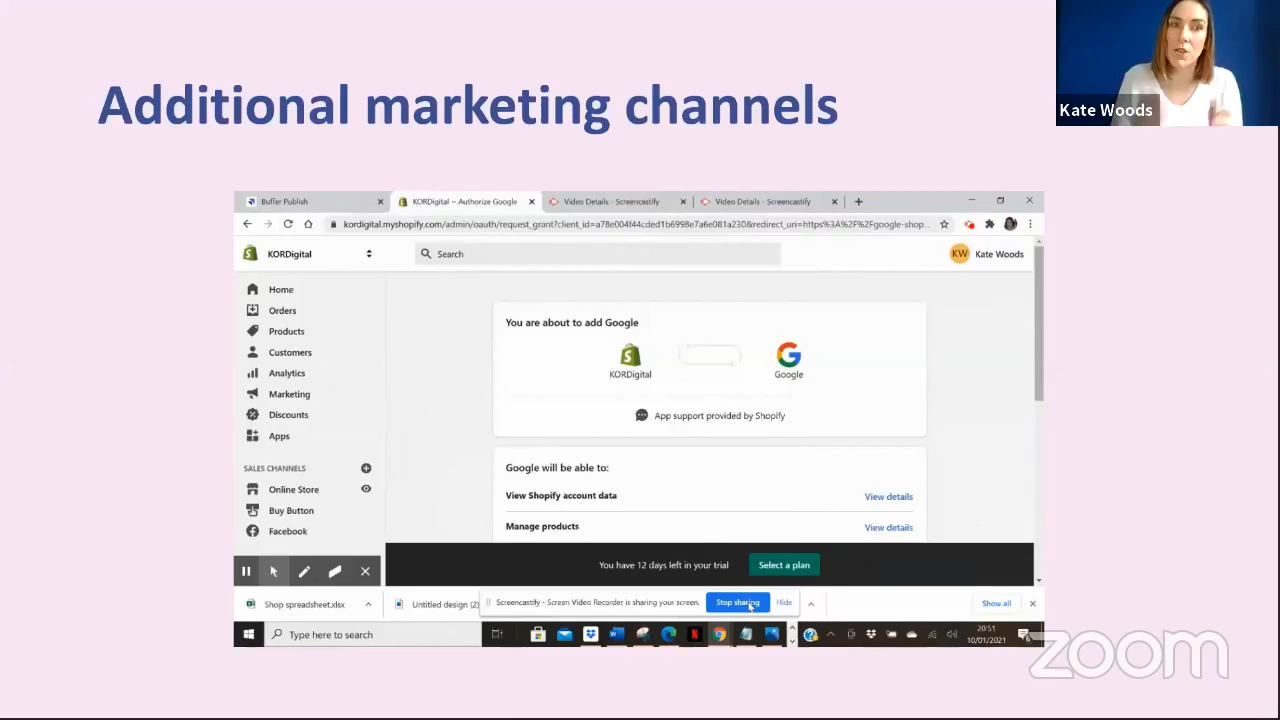 Kate Woods
Additional marketing channels
Buffer Publish
KORDigital ~ Authorize Google
Video Details - Screencastify
Video Details - Screencastify
kordigital.myshopify.com/admin/oauth/request_grant?client_id=a78e004f44cded1b6998e7a6e081a230&redirect_uri=https%3A%2F%2Fgoogle-shop...
KORDigital
Search
KW Kate Woods
Home
Orders
Products
Customers
Analytics
Marketing
Discounts
Apps
SALES CHANNELS
Online Store
Buy Button
Facebook
You are about to add Google
KORDigital
Google
App support provided by Shopify
Google will be able to:
View Shopify account data View details
Manage products View details
You have 12 days left in your trial Select a plan
Shop spreadsheet.xlsx
Untitled design (2)
Screencastify - Screen Video Recorder is sharing your screen. Stop sharing Hide
Show all
Type here to search
20:51
10/01/2021
zoom